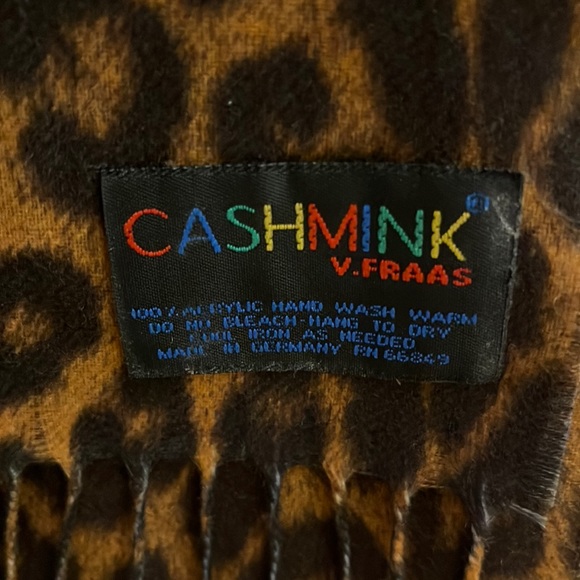 CASHMINK®
V. FRAAS
100% ACRYLIC HAND WASH WARM
DO NO BLEACH-HANG TO DRY
COOL IRON AS NEEDED
MADE IN GERMANY RN 66849